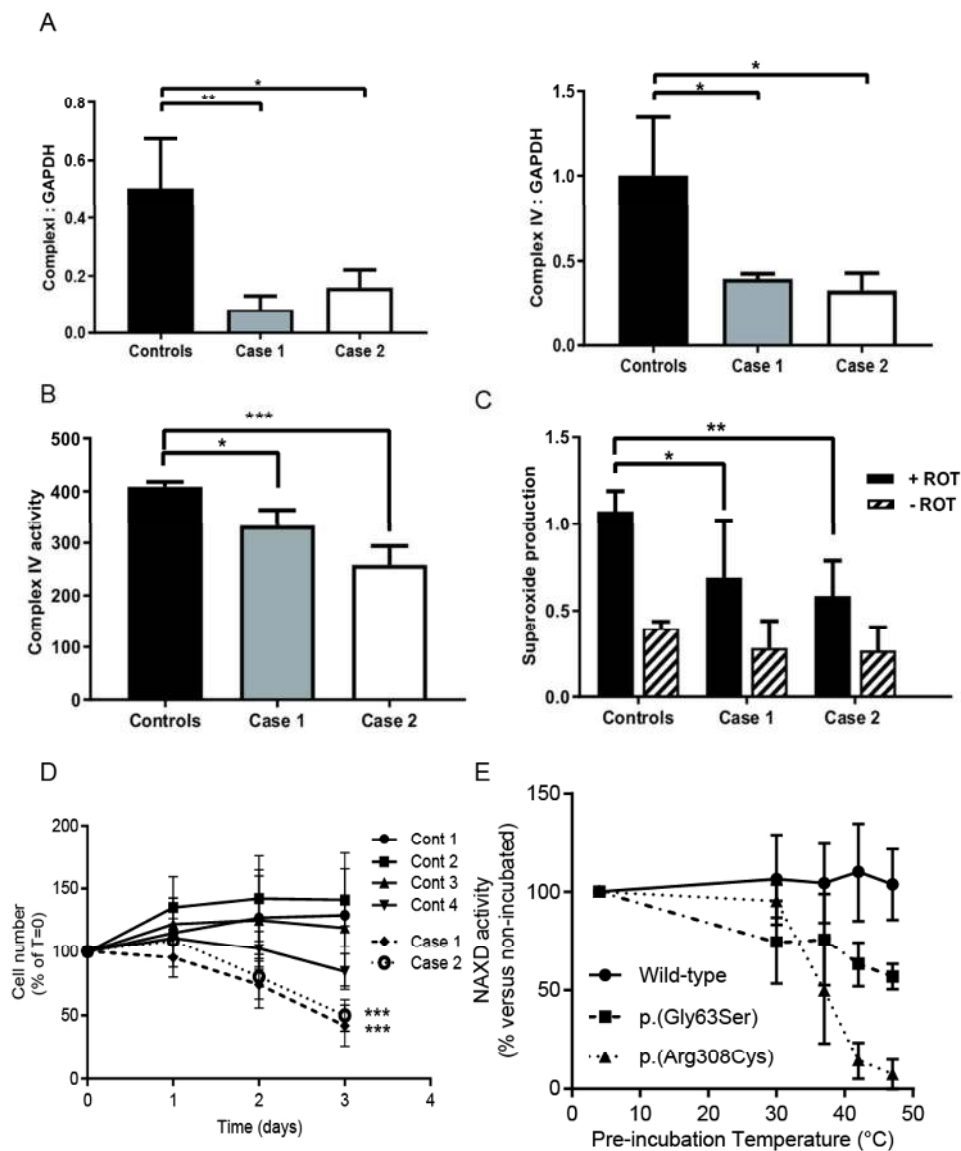 A
*
**
0.8
0.6
0.4
0.2
0.0
ComplexI : GAPDH
Controls
Case 1
Case 2
*
*
1.5
1.0
0.5
0.0
Complex IV : GAPDH
Controls
Case 1
Case 2
B
***
*
500
400
300
200
100
0
Complex IV activity
Controls
Case 1
Case 2
C
**
*
1.5
1.0
0.5
0.0
Superoxide production
+ ROT
- ROT
Controls
Case 1
Case 2
D
200
150
100
50
0
Cell number
(% of T=0)
Cont 1
Cont 2
Cont 3
Cont 4
Case 1
Case 2
***
***
0
1
2
3
4
Time (days)
E
150
100
50
0
NAXD activity
(% versus non-incubated)
Wild-type
p.(Gly63Ser)
p.(Arg308Cys)
0
10
20
30
40
50
Pre-incubation Temperature (°C)